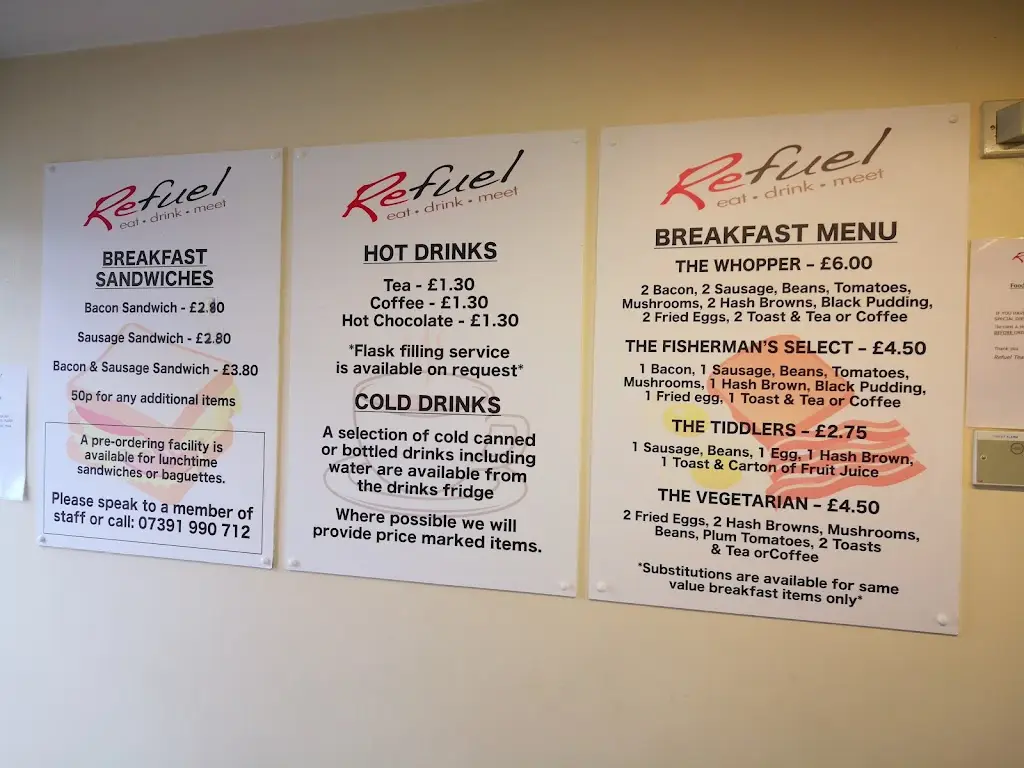 Refuel
eat • drink • meet
BREAKFAST
SANDWICHES
Bacon Sandwich - £2.80
Sausage Sandwich - £2.80
Bacon & Sausage Sandwich - £3.80
50p for any additional items
A pre-ordering facility is
available for lunchtime
sandwiches or baguettes.
Please speak to a member of
staff or call: 07391 990 712
Refuel
eat • drink • meet
HOT DRINKS
Tea - £1.30
Coffee - £1.30
Hot Chocolate - £1.30
*Flask filling service
is available on request*
COLD DRINKS
A selection of cold canned
or bottled drinks including
water are available from
the drinks fridge
Where possible we will
provide price marked items.
Refuel
eat • drink • meet
BREAKFAST MENU
THE WHOPPER - £6.00
2 Bacon, 2 Sausage, Beans, Tomatoes,
Mushrooms, 2 Hash Browns, Black Pudding,
2 Fried Eggs, 2 Toast & Tea or Coffee
THE FISHERMAN'S SELECT - £4.50
1 Bacon, 1 Sausage, Beans, Tomatoes,
Mushrooms, 1 Hash Brown, Black Pudding,
1 Fried egg, 1 Toast & Tea or Coffee
THE TIDDLERS - £2.75
1 Sausage, Beans, 1 Egg, 1 Hash Brown,
1 Toast & Carton of Fruit Juice
THE VEGETARIAN - £4.50
2 Fried Eggs, 2 Hash Browns, Mushrooms,
Beans, Plum Tomatoes, 2 Toasts
& Tea orCoffee
*Substitutions are available for same
value breakfast items only*
IF YOU HAVE
Thank you